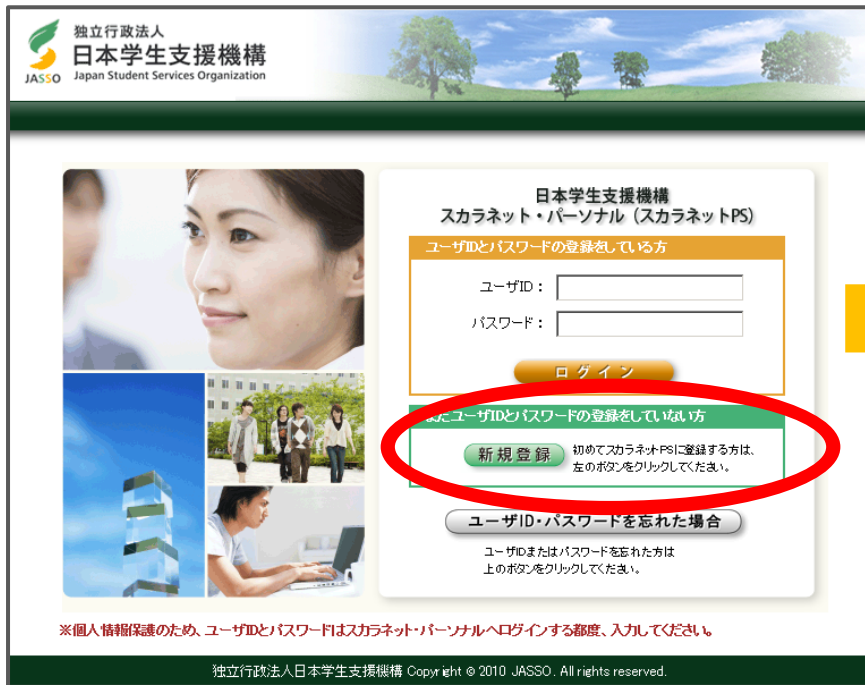 独立行政法人
日本学生支援機構
JASSO Japan Student Services Organization
日本学生支援機構
スカラネット・パーソナル(スカラネットPS)
ユーザIDとパスワードの登録をしている方
ユーザID:
パスワード:
ログイン
まだユーザIDとパスワードの登録をしていない方
新規登録
初めてスカラネットPSに登録する方は、
左のボタンをクリックしてください。
ユーザID・パスワードを忘れた場合
ユーザIDまたはパスワードを忘れた方は
上のボタンをクリックしてください。
※個人情報保護のため、ユーザIDとパスワードはスカラネット・パーソナルへログインする都度、入力してください。
独立行政法人日本学生支援機構 Copyright © 2010 JASSO. All rights reserved.